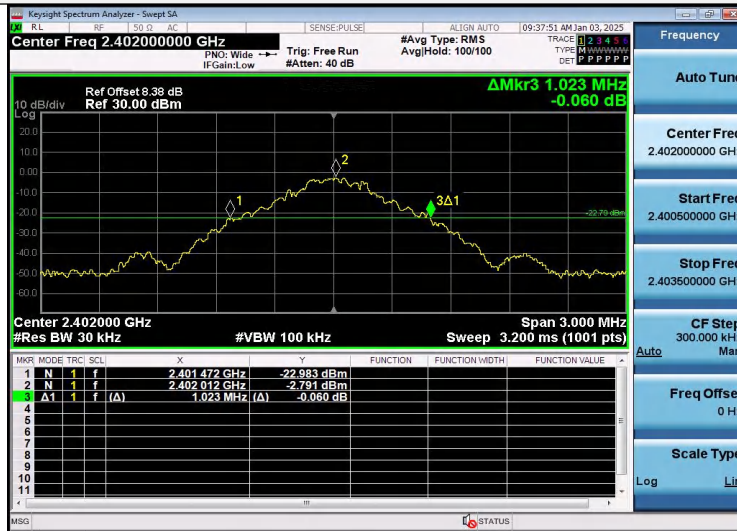 Keysight Spectrum Analyzer - Swept SA
RL RF 50 Ω AC SENSE:PULSE ALIGN AUTO 09:37:51 AM Jan 03, 2025
Center Freq 2.402000000 GHz
PNO: Wide
IFGain:Low
Trig: Free Run
#Atten: 40 dB
#Avg Type: RMS
Avg|Hold: 100/100
TRACE 1 2 3 4 5 6
TYPE M W W W W W
DET P P P P P P
Ref Offset 8.38 dB
10 dB/div Ref 30.00 dBm
ΔMkr3 1.023 MHz
-0.060 dB
Log
20.0
10.0
0.00
-10.0
-20.0
-30.0
-40.0
-50.0
-60.0
1
2
3Δ1
Center 2.402000 GHz Span 3.000 MHz
#Res BW 30 kHz #VBW 100 kHz Sweep 3.200 ms (1001 pts)
MKR MODE TRC SCL X Y FUNCTION FUNCTION WIDTH FUNCTION VALUE
1 N 1 f 2.401 472 GHz -22.983 dBm
2 N 1 f 2.402 012 GHz -2.791 dBm
3 Δ1 1 f (Δ) 1.023 MHz (Δ) -0.060 dB
4
5
6
7
8
9
10
11
MSG STATUS
Frequency
Auto Tune
Center Freq
2.402000000 GH
Start Freq
2.400500000 GH
Stop Freq
2.403500000 GH
CF Step
300.000 kH
Auto Man
Freq Offse
0 H
Scale Type
Log Lin